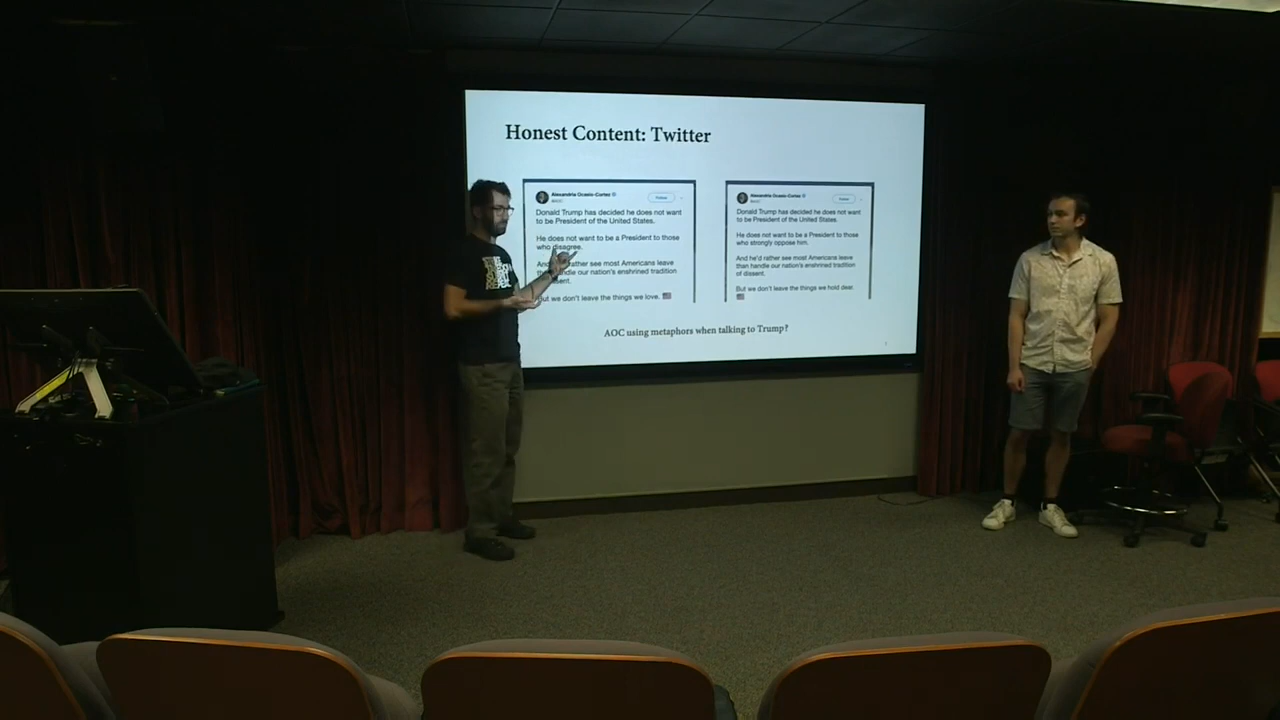 Honest Content: Twitter
Alexandria Ocasio-Cortez
Follow
Donald Trump has decided he does not want
to be President of the United States.
He does not want to be a President to those
who disagree.
And rather see most Americans leave
than handle our nation's enshrined tradition
But we don't leave the things we love. 🇺🇸
Alexandria Ocasio-Cortez
Follow
Donald Trump has decided he does not want
to be President of the United States.
He does not want to be a President to those
who strongly oppose him.
And he'd rather see most Americans leave
than handle our nation's enshrined tradition
of dissent.
But we don't leave the things we hold dear.
🇺🇸
AOC using metaphors when talking to Trump?